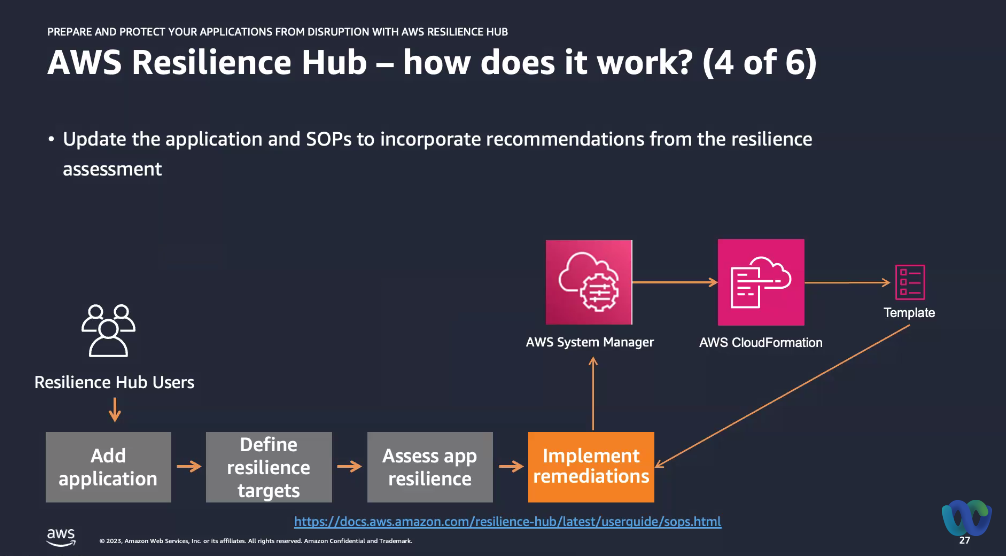 PREPARE AND PROTECT YOUR APPLICATIONS FROM DISRUPTION WITH AWS RESILIENCE HUB
AWS Resilience Hub – how does it work? (4 of 6)
• Update the application and SOPs to incorporate recommendations from the resilience
assessment
AWS System Manager
AWS CloudFormation
Template
Resilience Hub Users
Add
application
Define
resilience
targets
Assess app
resilience
Implement
remediations
https://docs.aws.amazon.com/resilience-hub/latest/userguide/sops.html
aws
© 2023, Amazon Web Services, Inc. or its affiliates. All rights reserved. Amazon Confidential and Trademark.
27